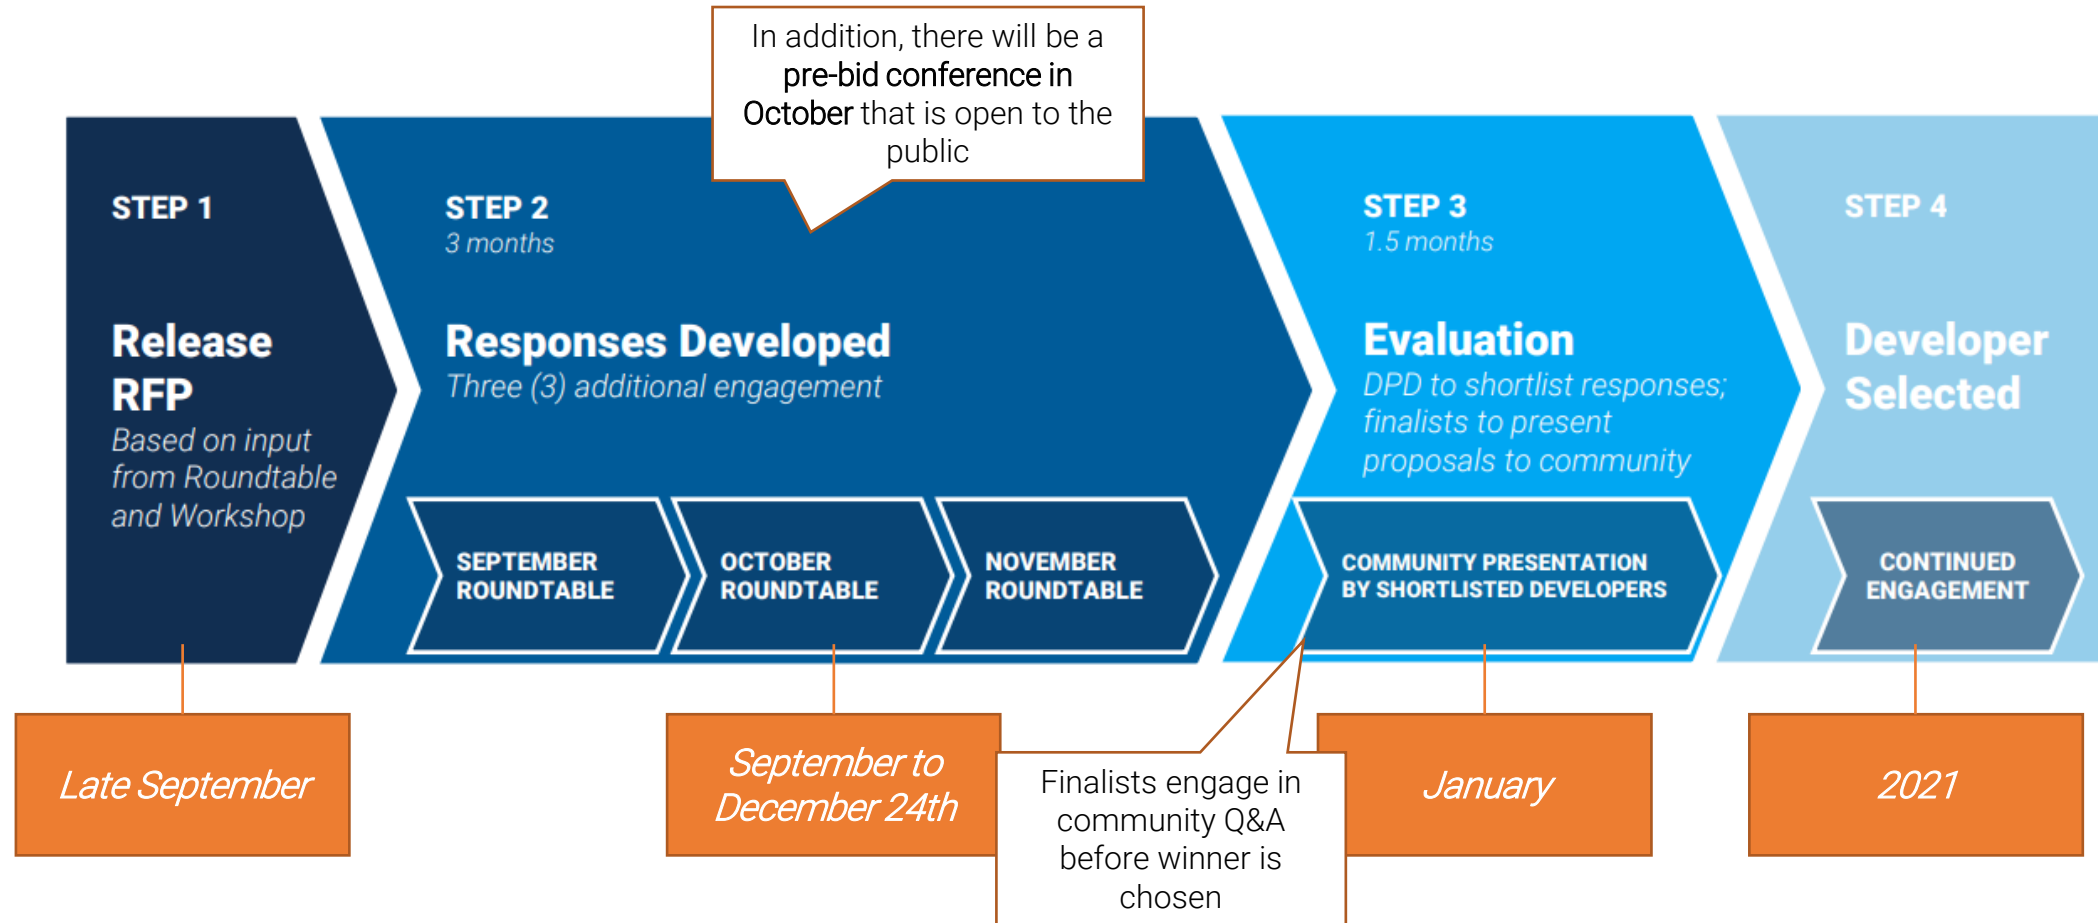 In addition, there will be a
pre-bid conference in
October that is open to the
public
STEP 1
Release
RFP
Based on input
from Roundtable
and Workshop
STEP 2
3 months
Responses Developed
Three (3) additional engagement
SEPTEMBER
ROUNDTABLE
OCTOBER
ROUNDTABLE
NOVEMBER
ROUNDTABLE
STEP 3
1.5 months
Evaluation
DPD to shortlist responses;
finalists to present
proposals to community
COMMUNITY PRESENTATION
BY SHORTLISTED DEVELOPERS
STEP 4
Developer
Selected
CONTINUED
ENGAGEMENT
Late September
September to
December 24th
Finalists engage in
community Q&A
before winner is
chosen
January
2021